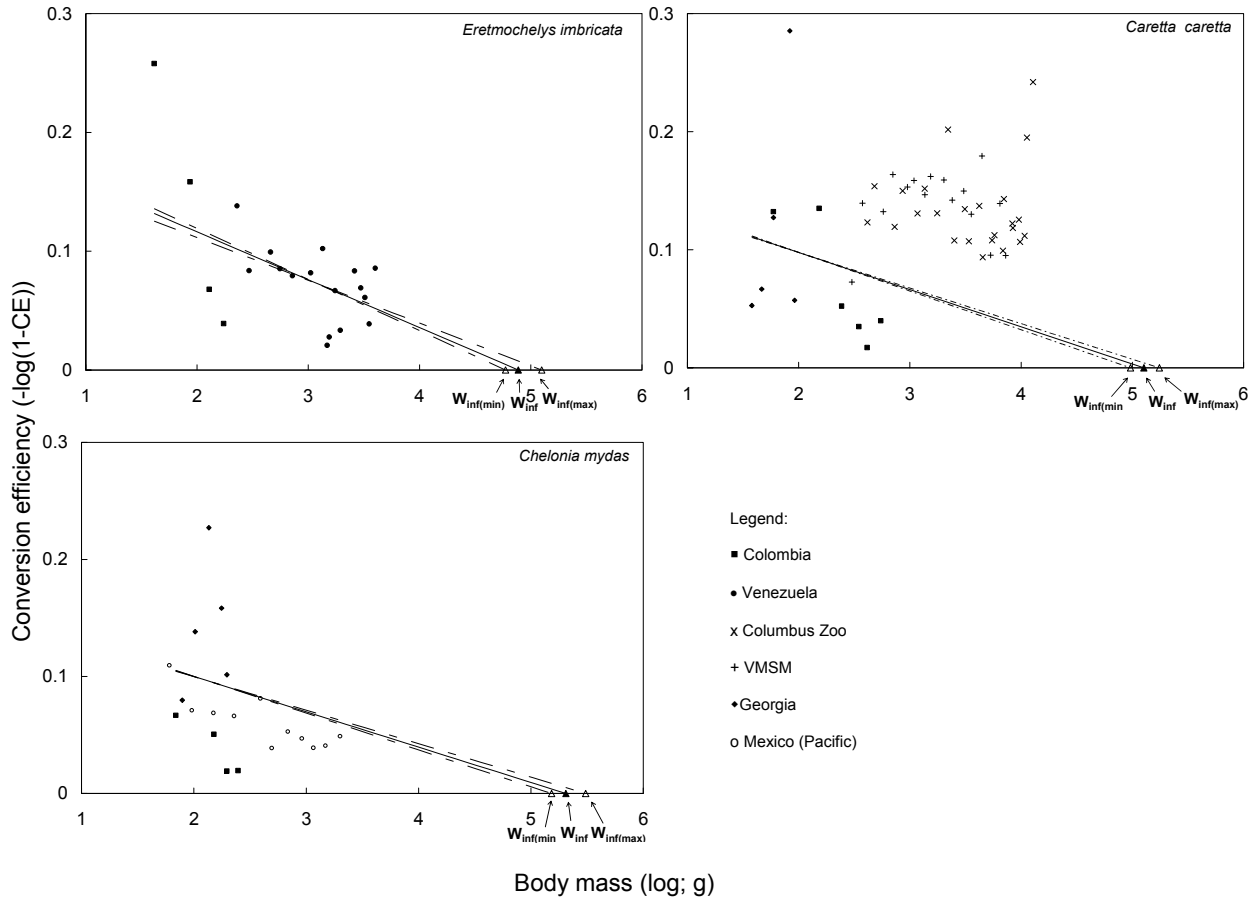 Conversion efficiency (-log(1-CE))
0.3
0.2
0.1
0
Eretmochelys imbricata
1 2 3 4 5 6
Winf(min) Winf Winf(max)
0.3
0.2
0.1
0
Caretta caretta
1 2 3 4 5 6
Winf(min Winf Winf(max)
0.3
0.2
0.1
0
Chelonia mydas
1 2 3 4 5 6
Winf(min Winf Winf(max)
Legend:
Colombia
Venezuela
x Columbus Zoo
+ VMSM
Georgia
o Mexico (Pacific)
Body mass (log; g)